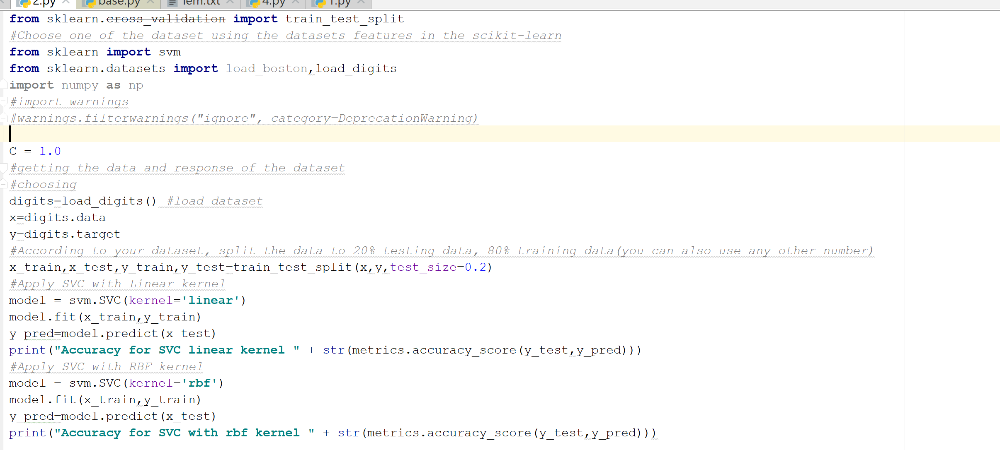 2.py base.py lem.txt 4.py 1.py
from sklearn.cross_validation import train_test_split
#Choose one of the dataset using the datasets features in the scikit-learn
from sklearn import svm
from sklearn.datasets import load_boston,load_digits
import numpy as np
#import warnings
#warnings.filterwarnings("ignore", category=DeprecationWarning)
C = 1.0
#getting the data and response of the dataset
#choosing
digits=load_digits() #load dataset
x=digits.data
y=digits.target
#According to your dataset, split the data to 20% testing data, 80% training data(you can also use any other number)
x_train,x_test,y_train,y_test=train_test_split(x,y,test_size=0.2)
#Apply SVC with Linear kernel
model = svm.SVC(kernel='linear')
model.fit(x_train,y_train)
y_pred=model.predict(x_test)
print("Accuracy for SVC linear kernel " + str(metrics.accuracy_score(y_test,y_pred)))
#Apply SVC with RBF kernel
model = svm.SVC(kernel='rbf')
model.fit(x_train,y_train)
y_pred=model.predict(x_test)
print("Accuracy for SVC with rbf kernel " + str(metrics.accuracy_score(y_test,y_pred)))